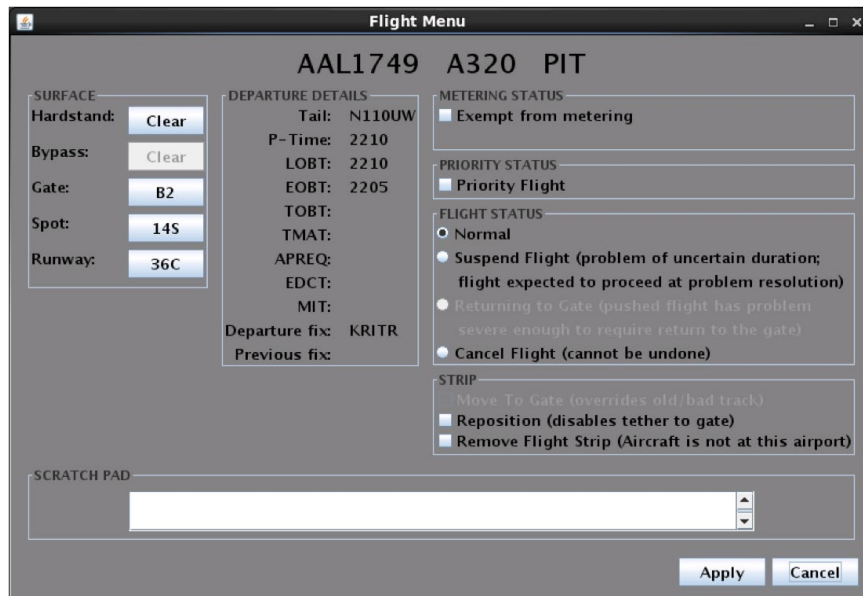 Flight Menu
AAL1749 A320 PIT
SURFACE
Hardstand: Clear
Bypass: Clear
Gate: B2
Spot: 14S
Runway: 36C
DEPARTURE DETAILS
Tail: N110UW
P-Time: 2210
LOBT: 2210
EOBT: 2205
TOBT:
TMAT:
APREQ:
EDCT:
MIT:
Departure fix: KRITR
Previous fix:
METERING STATUS
Exempt from metering
PRIORITY STATUS
Priority Flight
FLIGHT STATUS
Normal
Suspend Flight (problem of uncertain duration;
flight expected to proceed at problem resolution)
Returning to Gate (pushed flight has problem
severe enough to require return to the gate)
Cancel Flight (cannot be undone)
STRIP
Move To Gate (overrides old/bad track)
Reposition (disables tether to gate)
Remove Flight Strip (Aircraft is not at this airport)
SCRATCH PAD
Apply Cancel